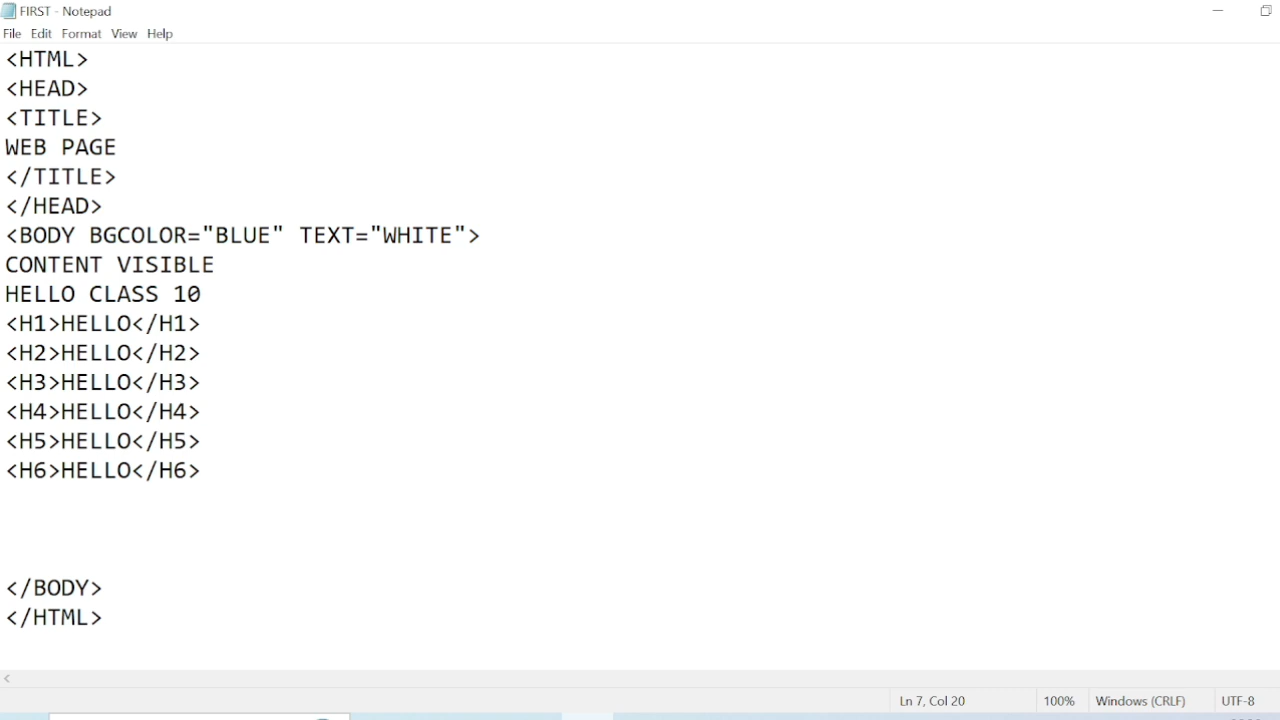 FIRST - Notepad
File Edit Format View Help
<HTML>
<HEAD>
<TITLE>
WEB PAGE
</TITLE>
</HEAD>
<BODY BGCOLOR="BLUE" TEXT="WHITE">
CONTENT VISIBLE
HELLO CLASS 10
<H1>HELLO</H1>
<H2>HELLO</H2>
<H3>HELLO</H3>
<H4>HELLO</H4>
<H5>HELLO</H5>
<H6>HELLO</H6>
</BODY>
</HTML>
Ln 7, Col 20 100% Windows (CRLF) UTF-8